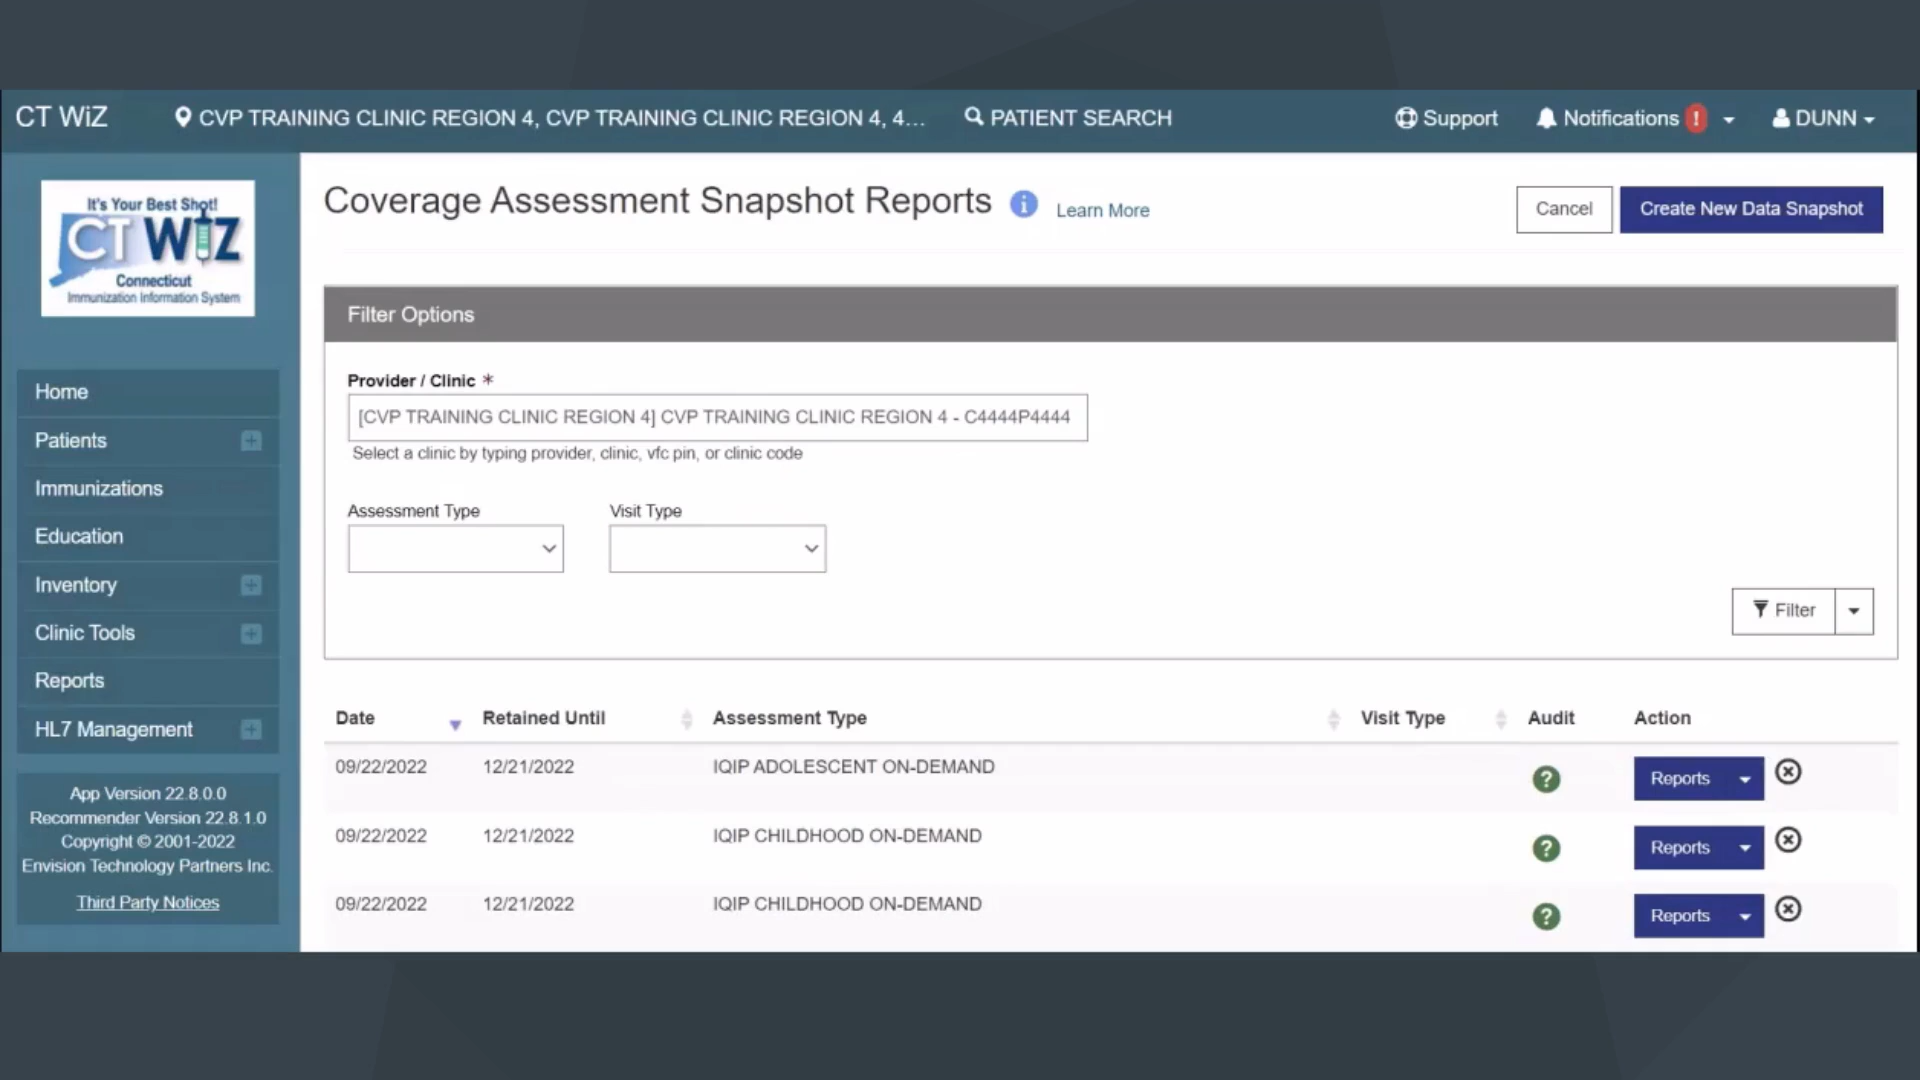 CT WiZ
CVP TRAINING CLINIC REGION 4, CVP TRAINING CLINIC REGION 4, 4...
PATIENT SEARCH
Support
Notifications !
DUNN
It's Your Best Shot!
CT WiZ
Connecticut
Immunization Information System
Home
Patients
Immunizations
Education
Inventory
Clinic Tools
Reports
HL7 Management
App Version 22.8.0.0
Recommender Version 22.8.1.0
Copyright © 2001-2022
Envision Technology Partners Inc.
Third Party Notices
Coverage Assessment Snapshot Reports i Learn More
Cancel
Create New Data Snapshot
Filter Options
Provider / Clinic *
[CVP TRAINING CLINIC REGION 4] CVP TRAINING CLINIC REGION 4 - C4444P4444
Select a clinic by typing provider, clinic, vfc pin, or clinic code
Assessment Type Visit Type
Filter
Date Retained Until Assessment Type Visit Type Audit Action
09/22/2022 12/21/2022 IQIP ADOLESCENT ON-DEMAND ? Reports
09/22/2022 12/21/2022 IQIP CHILDHOOD ON-DEMAND ? Reports
09/22/2022 12/21/2022 IQIP CHILDHOOD ON-DEMAND ? Reports